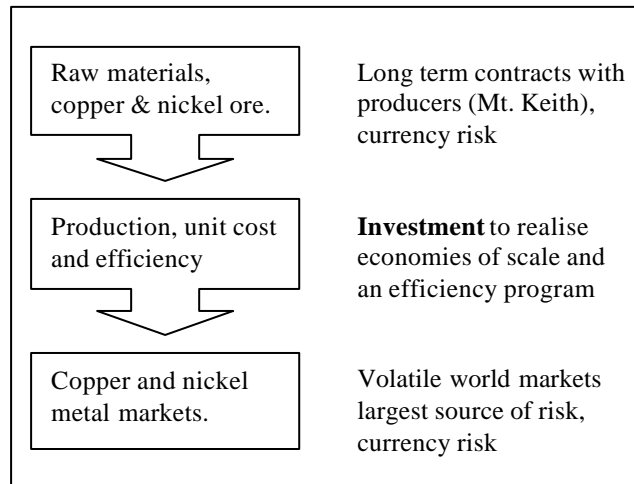 Raw materials,
copper & nickel ore.
Long term contracts with
producers (Mt. Keith),
currency risk
Production, unit cost
and efficiency
Investment to realise
economies of scale and
an efficiency program
Copper and nickel
metal markets.
Volatile world markets
largest source of risk,
currency risk